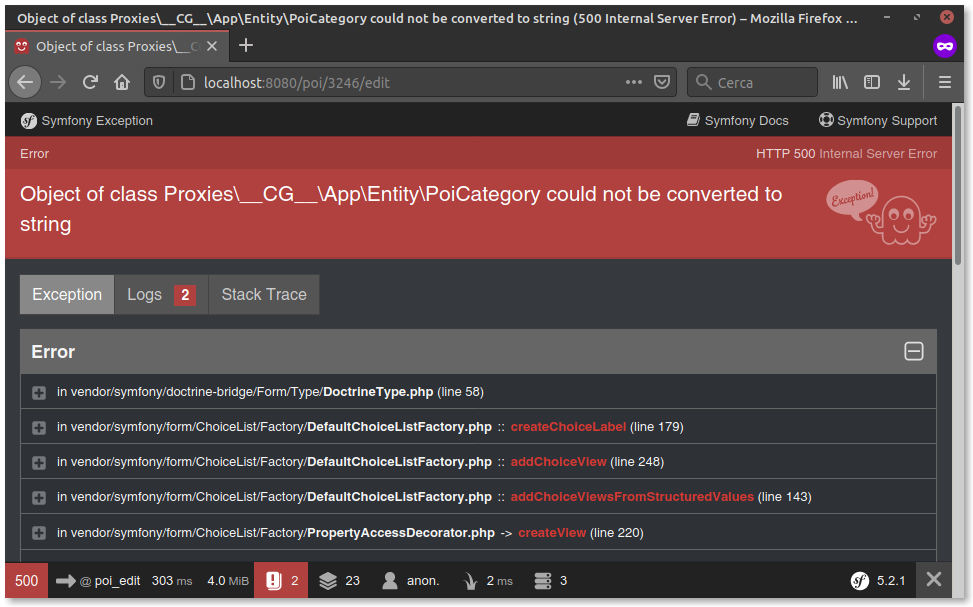 Object of class Proxies\__CG__\App\Entity\PoiCategory could not be converted to string (500 Internal Server Error) – Mozilla Firefox ...
Object of class Proxies\__C
localhost:8080/poi/3246/edit
Cerca
sf Symfony Exception
Symfony Docs
Symfony Support
Error
HTTP 500 Internal Server Error
Object of class Proxies\__CG__\App\Entity\PoiCategory could not be converted to
string
Exception!
Exception
Logs 2
Stack Trace
Error
in vendor/symfony/doctrine-bridge/Form/Type/DoctrineType.php (line 58)
in vendor/symfony/form/ChoiceList/Factory/DefaultChoiceListFactory.php :: createChoiceLabel (line 179)
in vendor/symfony/form/ChoiceList/Factory/DefaultChoiceListFactory.php :: addChoiceView (line 248)
in vendor/symfony/form/ChoiceList/Factory/DefaultChoiceListFactory.php :: addChoiceViewsFromStructuredValues (line 143)
in vendor/symfony/form/ChoiceList/Factory/PropertyAccessDecorator.php -> createView (line 220)
500 @ poi_edit 303 ms 4.0 MiB 2 23 anon. 2 ms 3 sf 5.2.1